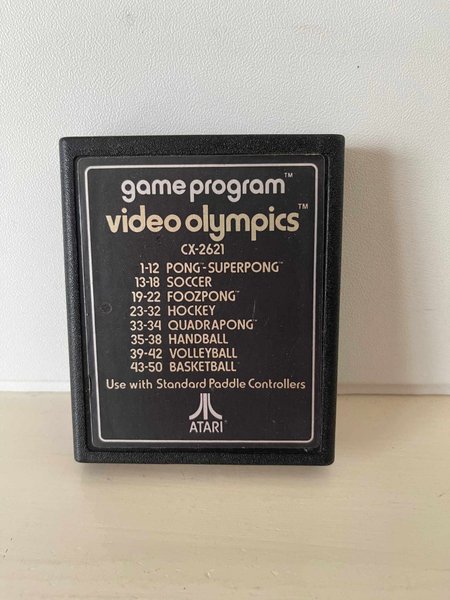 game program™
video olympics™
CX-2621
1-12 PONG-SUPERPONG™
13-18 SOCCER
19-22 FOOZPONG™
23-32 HOCKEY
33-34 QUADRAPONG™
35-38 HANDBALL
39-42 VOLLEYBALL
43-50 BASKETBALL™
Use with Standard Paddle Controllers
ATARI